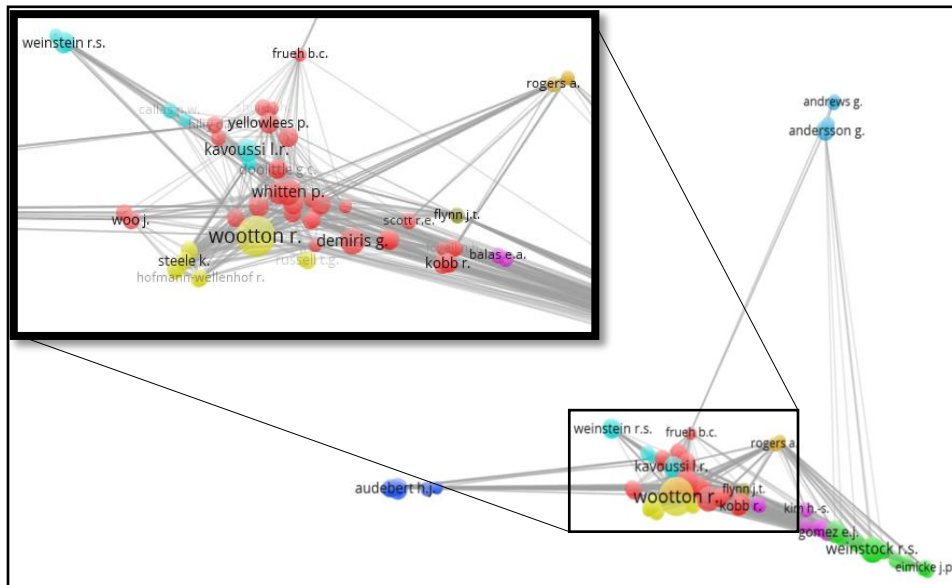 weinstein r.s.
frueh b.c.
rogers a.
yellowlees p.
kavoussi l.r.
doolittle g.c.
whitten p.
woo j.
scott r.e.
flynn j.t.
wootton r.
demiris g.
steele k.
russell t.g.
kobb r.
balas e.a.
hofmann-wellenhof r.
andrews g.
andersson g.
weinstein r.s.
frueh b.c.
rogers a.
kavoussi l.r.
audebert h.j.
wootton r.
flynn j.t.
kobb r.
kim h.-s.
gomez e.j.
weinstock r.s.
eimicke j.p.